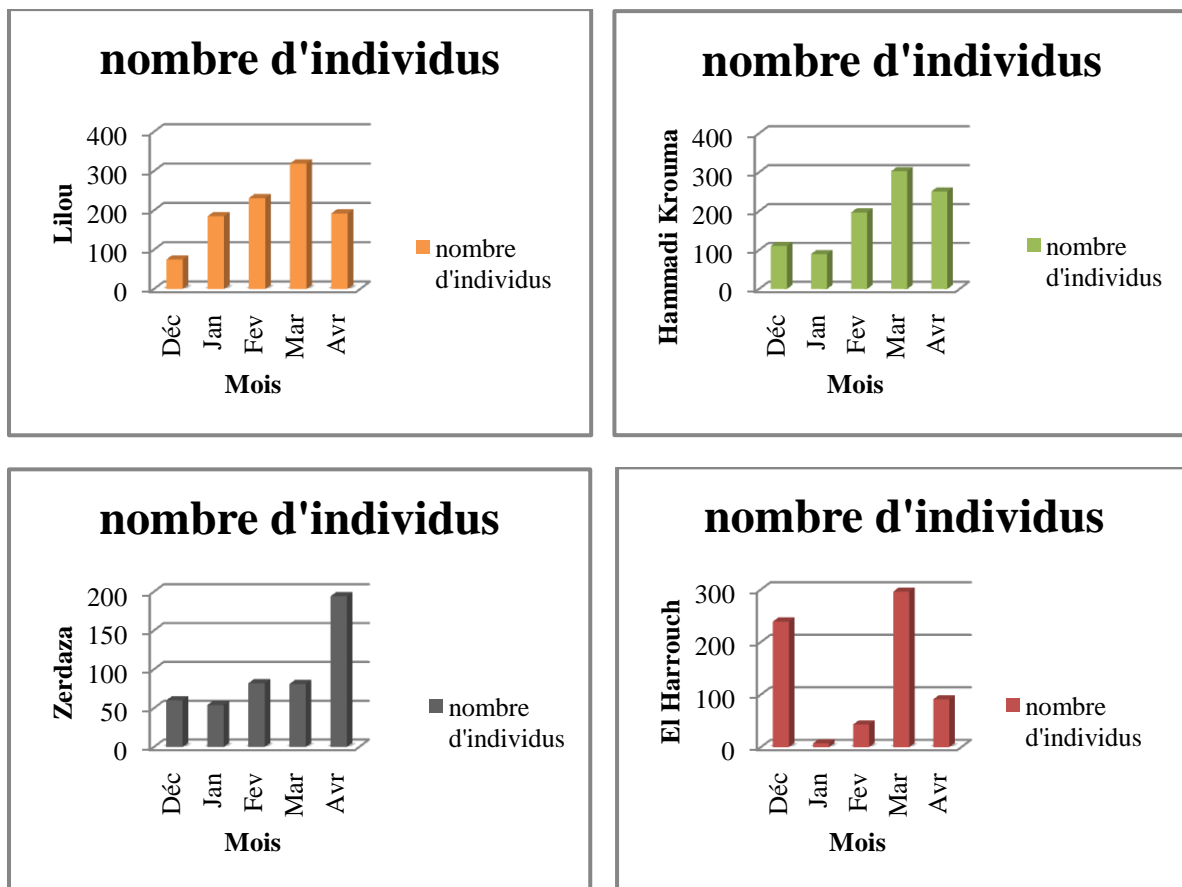 nombre d'individus
Lilou
400
300
200
100
0
Déc
Jan
Fev
Mar
Avr
Mois
nombre
d'individus
nombre d'individus
Hammadi Krouma
400
300
200
100
0
Déc
Jan
Fev
Mar
Avr
Mois
nombre
d'individus
nombre d'individus
Zerdaza
200
150
100
50
0
Déc
Jan
Fev
Mar
Avr
Mois
nombre
d'individus
nombre d'individus
El Harrouch
300
200
100
0
Déc
Jan
Fev
Mar
Avr
Mois
nombre
d'individus